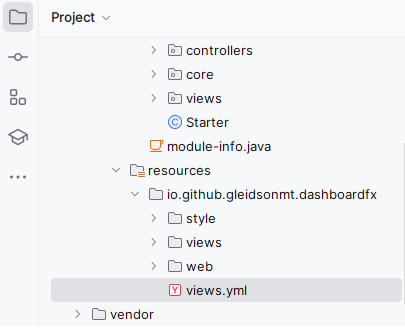 Project
controllers
core
views
C Starter
module-info.java
resources
io.github.gleidsonmt.dashboardfx
style
views
web
Y views.yml
vendor